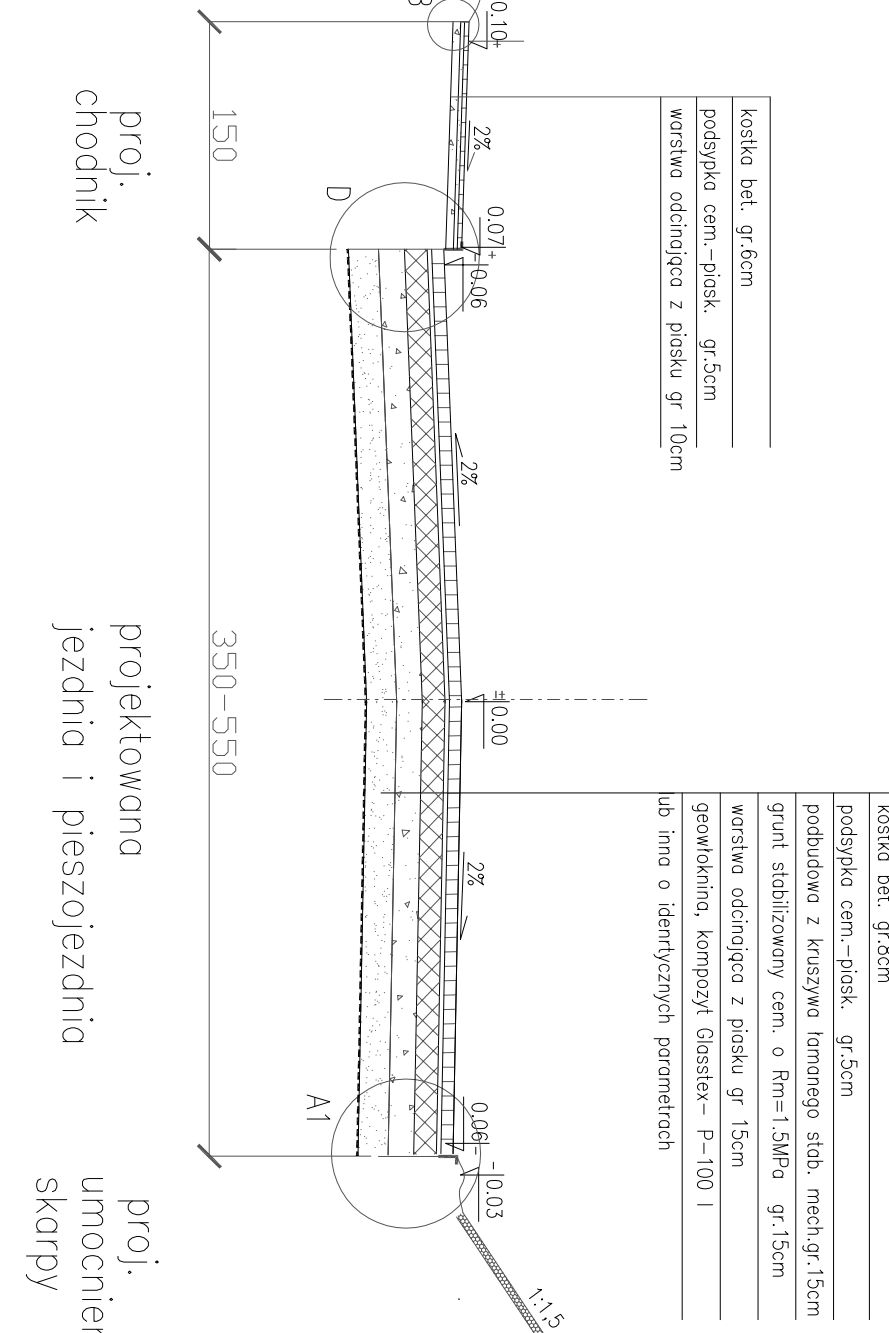 kostka bet. gr.6cm
podsypka cem.-piask. gr.5cm
warstwa odcinająca z piasku gr 10cm
kostka bet. gr.8cm
podsypka cem.-piask. gr.5cm
podbudowa z kruszywa łamanego stab. mech.gr.15cm
grunt stabilizowany cem. o Rm=1.5MPa gr.15cm
warstwa odcinająca z piasku gr 15cm
geowłoknina, kompozyt Glasstex- P-100 l
lub inna o idenrtycznych parametrach
+0.10
2%
+0.07
-0.06
2%
±0.00
2%
-0.06
-0.03
1:1,5
B
D
A1
150
350-550
proj.
chodnik
projektowana
jezdnia i pieszojezdnia
proj.
skarpy